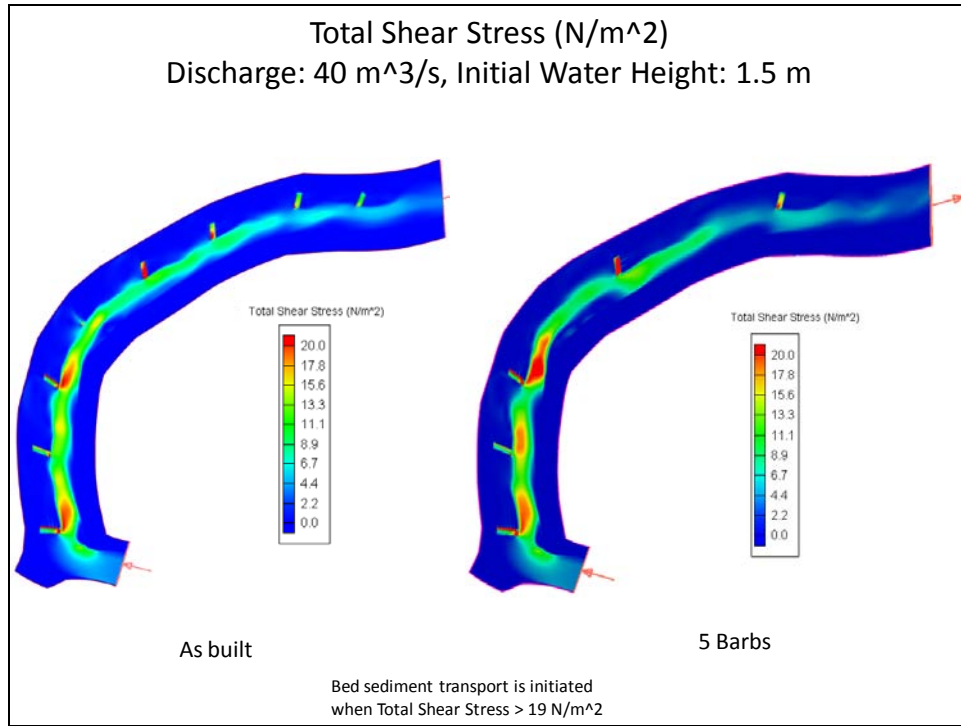 Total Shear Stress (N/m^2)
Discharge: 40 m^3/s, Initial Water Height: 1.5 m
Total Shear Stress (N/m^2)
20.0
17.8
15.6
13.3
11.1
8.9
6.7
4.4
2.2
0.0
Total Shear Stress (N/m^2)
20.0
17.8
15.6
13.3
11.1
8.9
6.7
4.4
2.2
0.0
As built
5 Barbs
Bed sediment transport is initiated
when Total Shear Stress > 19 N/m^2